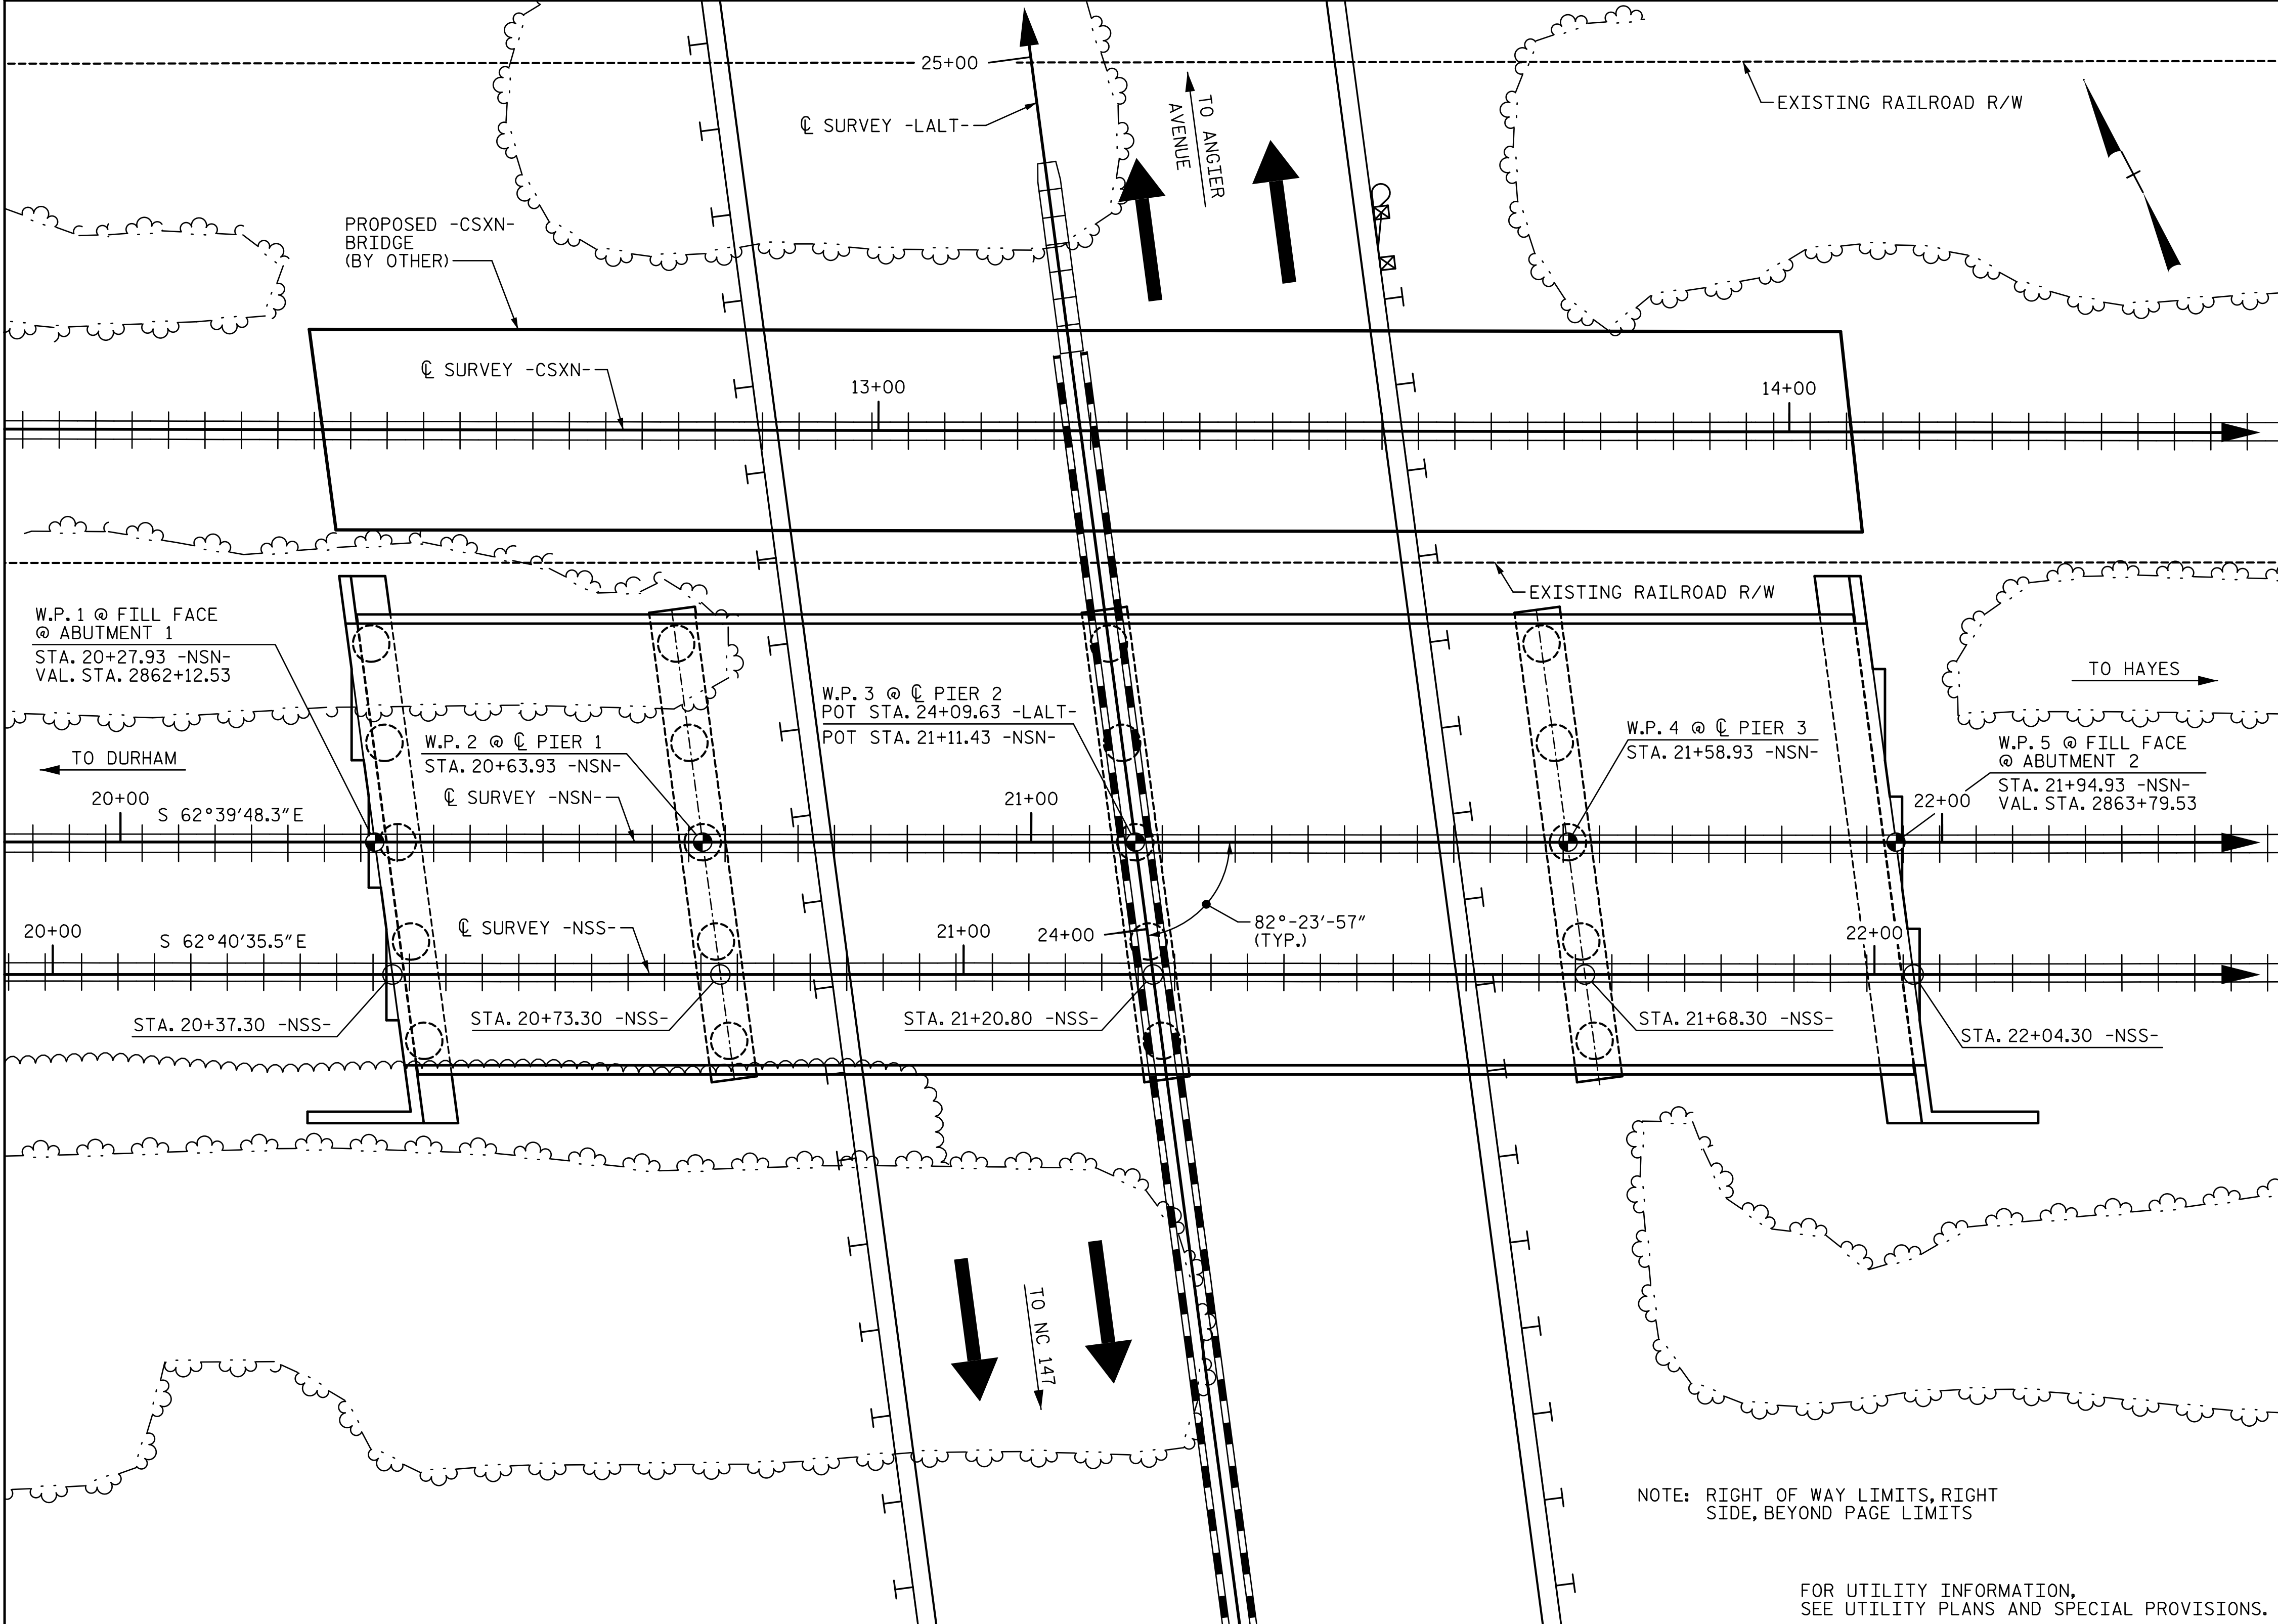 25+00
℄ SURVEY -LALT-
TO ANGIER
AVENUE
EXISTING RAILROAD R/W
PROPOSED -CSXN-
BRIDGE
(BY OTHER)
℄ SURVEY -CSXN-
13+00
14+00
EXISTING RAILROAD R/W
W.P. 1 @ FILL FACE
@ ABUTMENT 1
STA. 20+27.93 -NSN-
VAL. STA. 2862+12.53
TO HAYES
W.P. 3 @ ℄ PIER 2
POT STA. 24+09.63 -LALT-
POT STA. 21+11.43 -NSN-
W.P. 4 @ ℄ PIER 3
STA. 21+58.93 -NSN-
W.P. 2 @ ℄ PIER 1
STA. 20+63.93 -NSN-
W.P. 5 @ FILL FACE
@ ABUTMENT 2
STA. 21+94.93 -NSN-
VAL. STA. 2863+79.53
TO DURHAM
20+00
S 62°39'48.3" E
℄ SURVEY -NSN-
21+00
22+00
20+00
S 62°40'35.5" E
℄ SURVEY -NSS-
21+00
24+00
82°-23'-57"
(TYP.)
22+00
STA. 20+37.30 -NSS-
STA. 20+73.30 -NSS-
STA. 21+20.80 -NSS-
STA. 21+68.30 -NSS-
STA. 22+04.30 -NSS-
TO NC 147
NOTE: RIGHT OF WAY LIMITS, RIGHT
SIDE, BEYOND PAGE LIMITS
FOR UTILITY INFORMATION,
SEE UTILITY PLANS AND SPECIAL PROVISIONS.